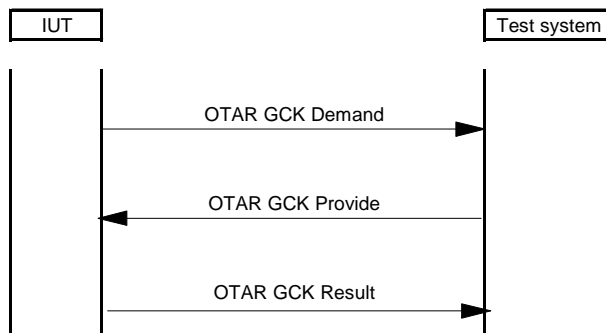 IUT
Test system
OTAR GCK Demand
OTAR GCK Provide
OTAR GCK Result